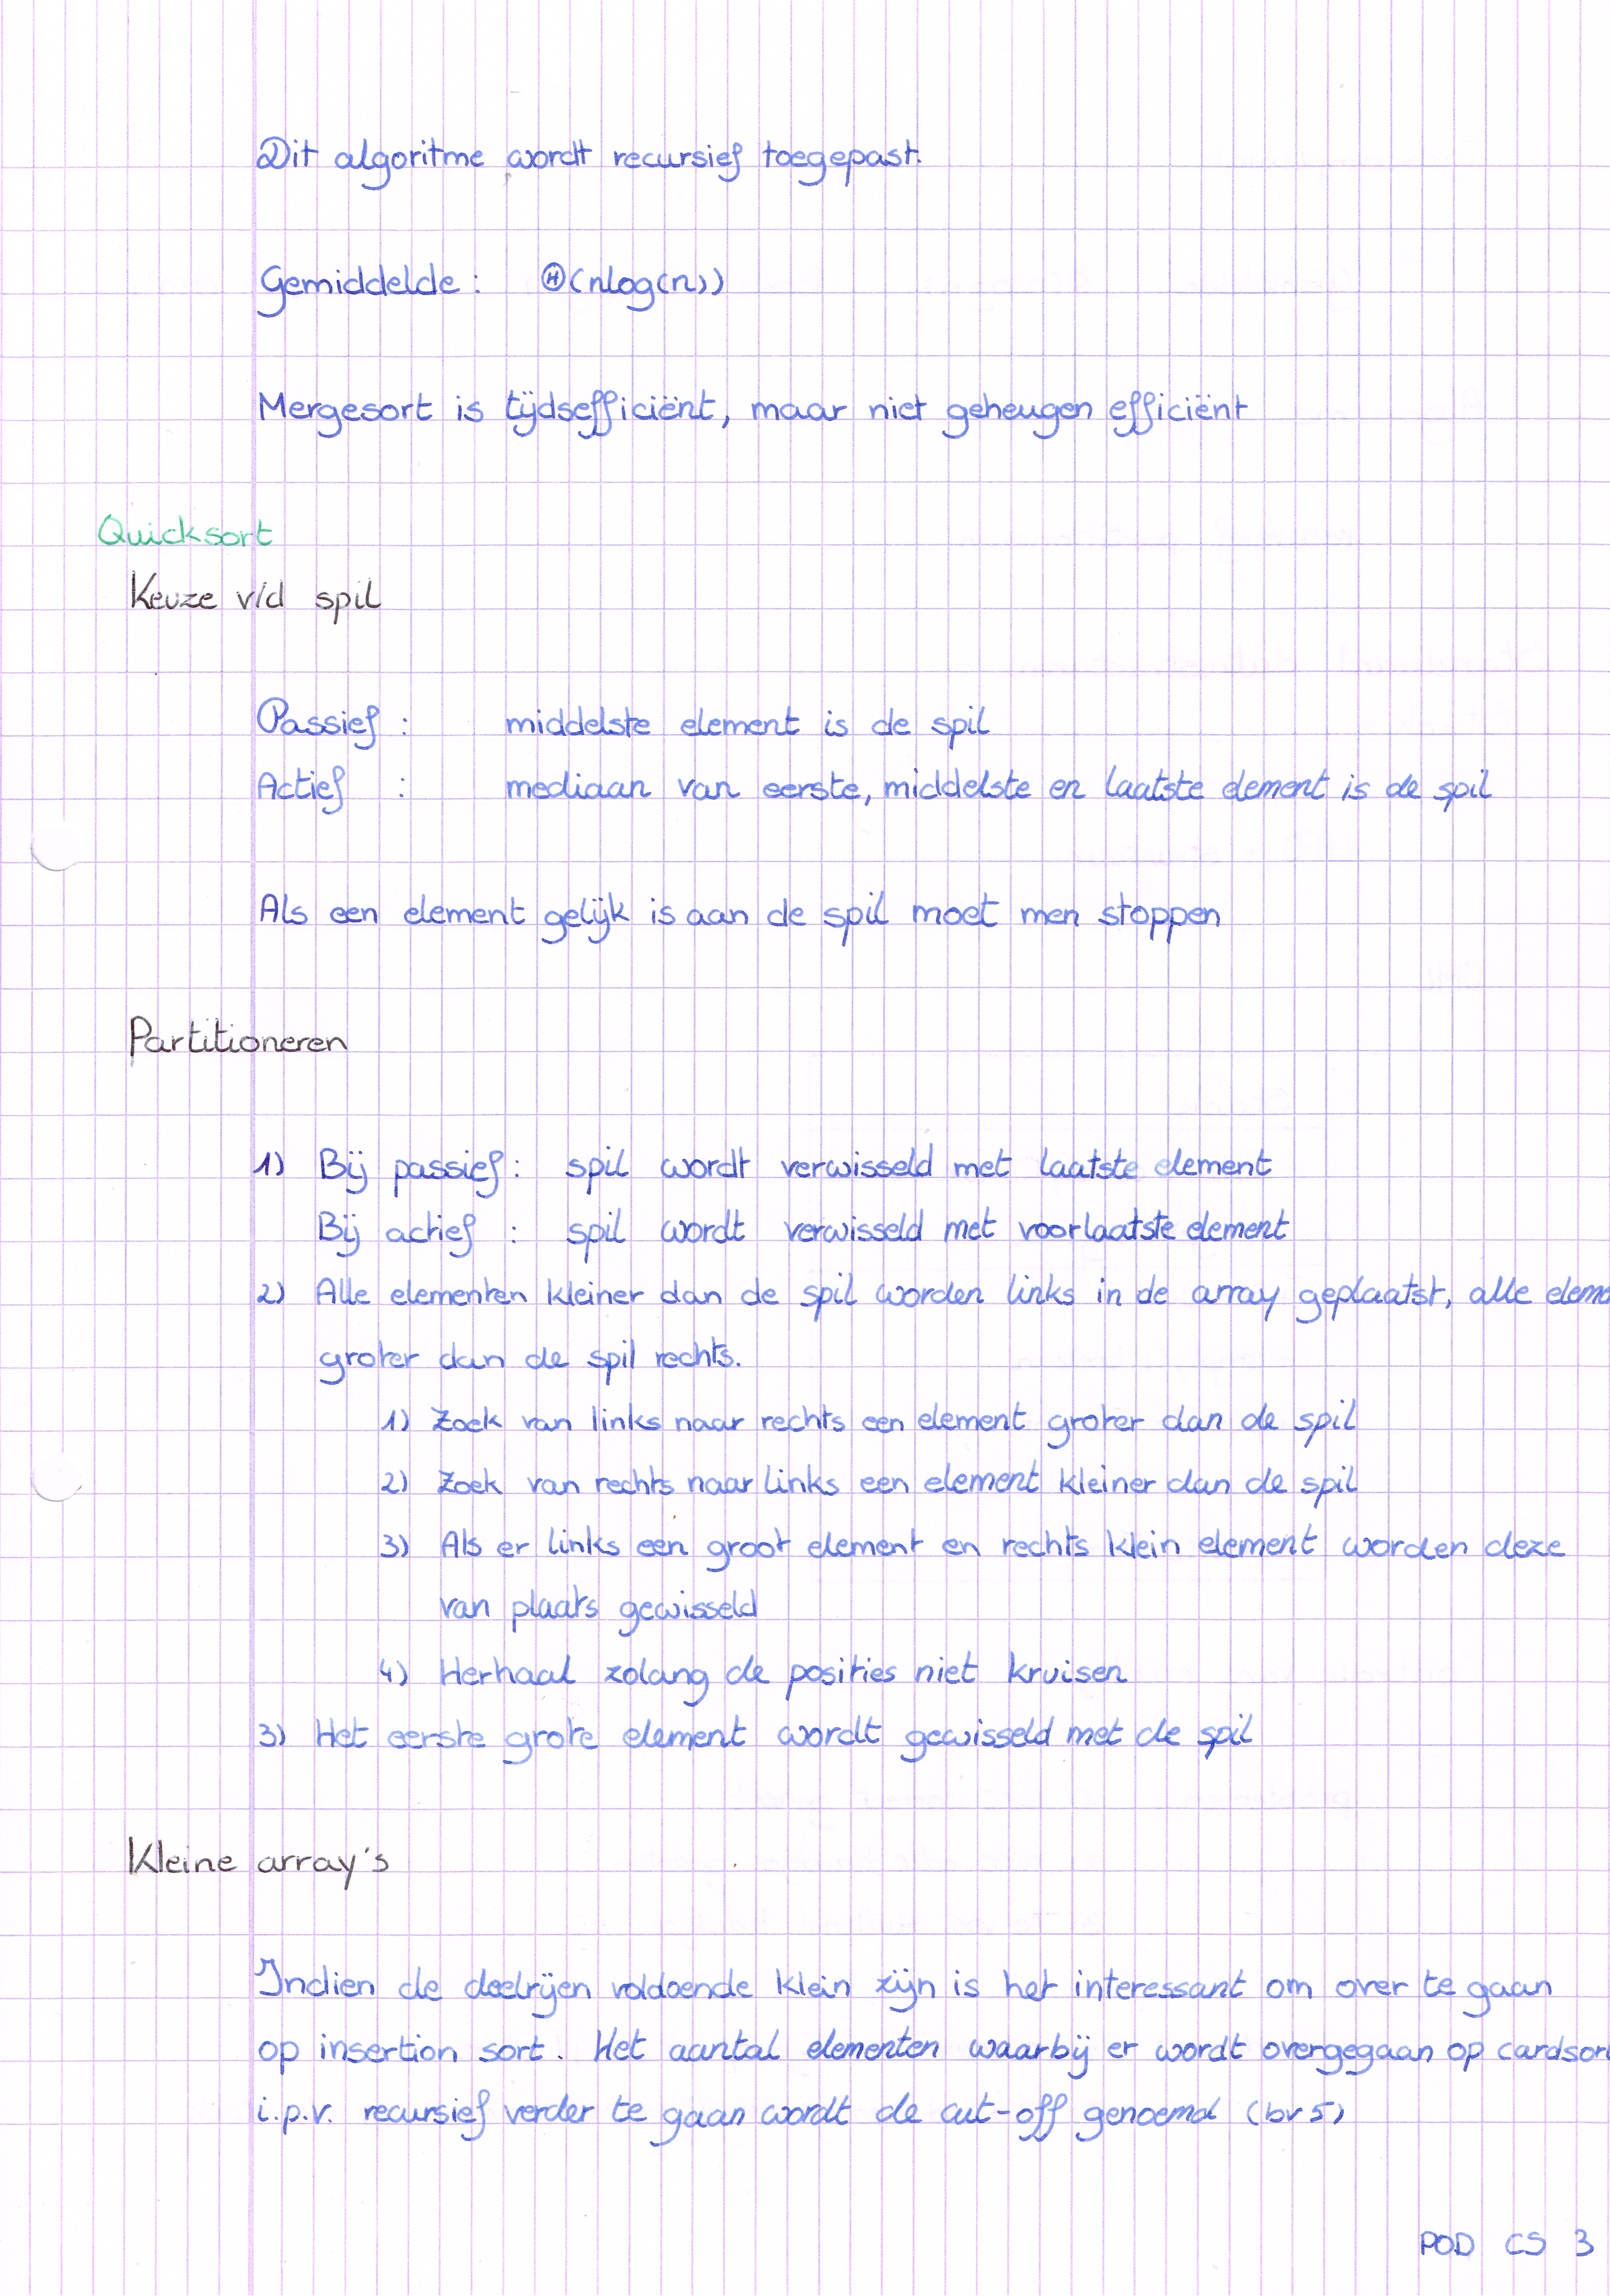 Dit algoritme wordt recursief toegepast.
Gemiddelde : Θ(nlog(n))
Mergesort is tijdsefficiënt, maar niet geheugen efficiënt
Quicksort
Keuze v/d spil
Passief : middelste element is de spil
Actief : mediaan van eerste, middelste en laatste element is de spil
Als een element gelijk is aan de spil moet men stoppen
Partitioneren
1) Bij passief : spil wordt verwisseld met laatste element
Bij actief : spil wordt verwisseld met voorlaatste element
2) Alle elementen kleiner dan de spil worden links in de array geplaatst, alle
groter dan de spil rechts.
1) Zoek van links naar rechts een element groter dan de spil
2) Zoek van rechts naar links een element kleiner dan de spil
3) Als er links een groot element en rechts klein element worden deze
van plaats gewisseld
4) Herhaal zolang de posities niet kruisen
3) Het eerste grote element wordt gewisseld met de spil
Kleine array's
Indien de deelrijen voldoende klein zijn is het interessant om over te gaan
op insertion sort. Het aantal elementen waarbij er wordt overgegaan op cardsort
i.p.v. recursief verder te gaan wordt de cut-off genoemd (bv 5)
POD CS 3